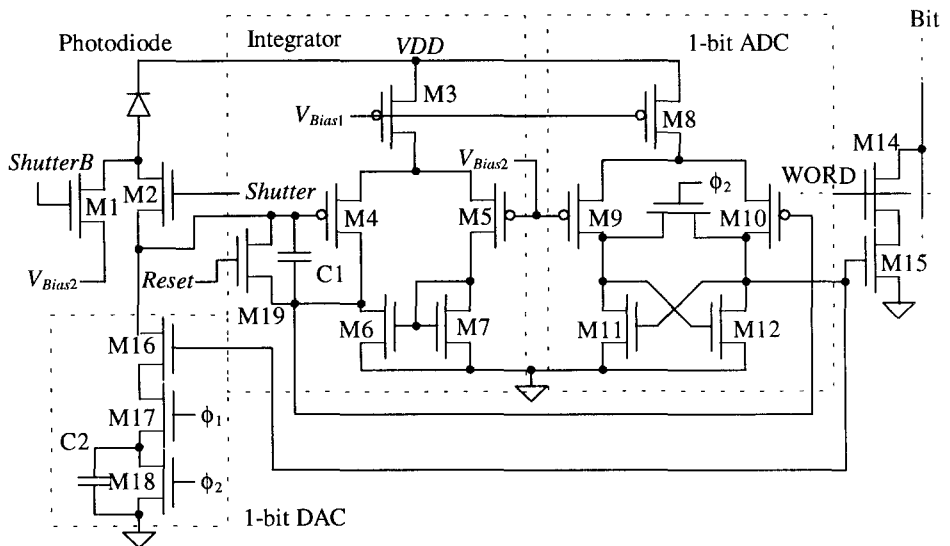 Bit
Photodiode
Integrator
1-bit ADC
VDD
M3
V_Bias1
M8
M14
ShutterB
V_Bias2
WORD
M2
Shutter
ϕ2
M1
M4
M5
M9
M10
M15
V_Bias2
Reset
C1
M19
M6
M7
M11
M12
M16
M17
ϕ1
C2
M18
ϕ2
1-bit DAC